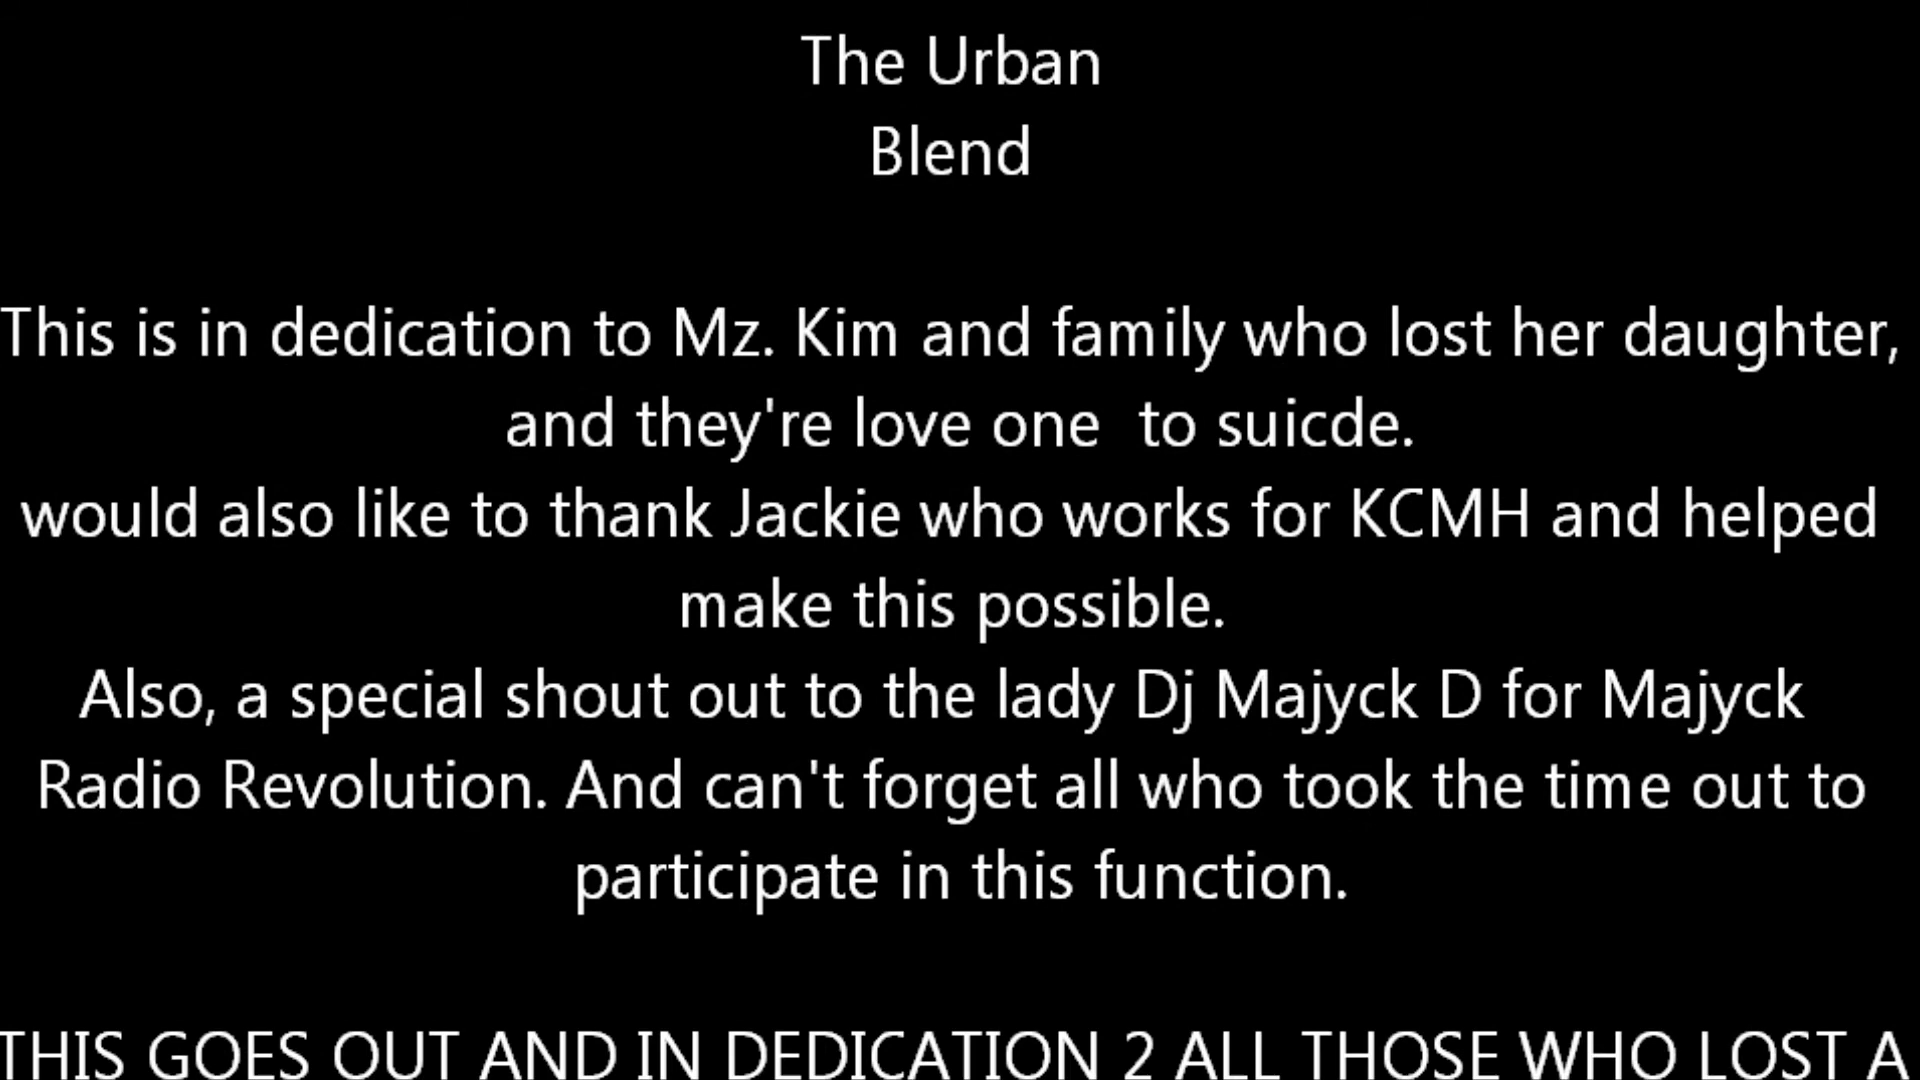 The Urban
Blend
This is in dedication to Mz. Kim and family who lost her daughter,
and they're love one  to suicde.
would also like to thank Jackie who works for KCMH and helped
make this possible.
Also, a special shout out to the lady Dj Majyck D for Majyck
Radio Revolution. And can't forget all who took the time out to
participate in this function.
THIS GOES OUT AND IN DEDICATION 2 ALL THOSE WHO LOST A